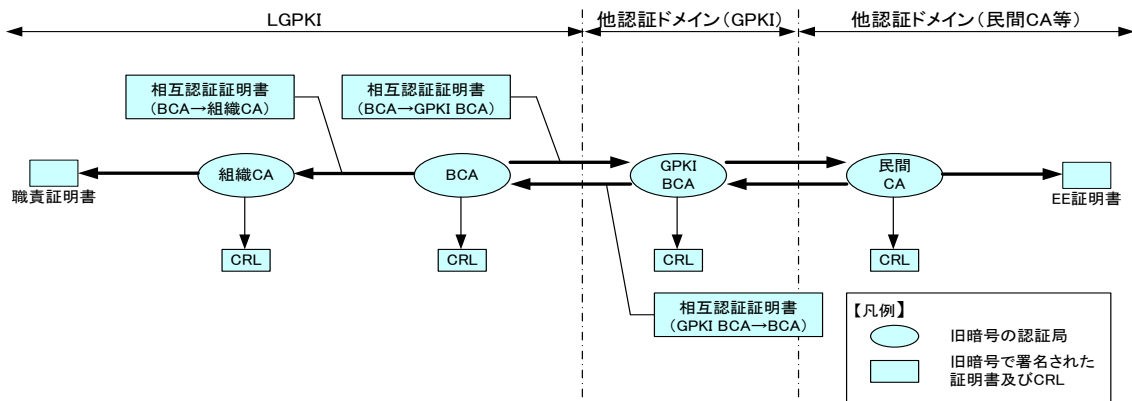 LGPKI
他認証ドメイン(GPKI)
他認証ドメイン(民間CA等)
相互認証証明書
(BCA→組織CA)
相互認証証明書
(BCA→GPKI BCA)
職責証明書
組織CA
BCA
GPKI
BCA
民間
CA
EE証明書
CRL
CRL
CRL
CRL
相互認証証明書
(GPKI BCA→BCA)
【凡例】
旧暗号の認証局
旧暗号で署名された
証明書及びCRL